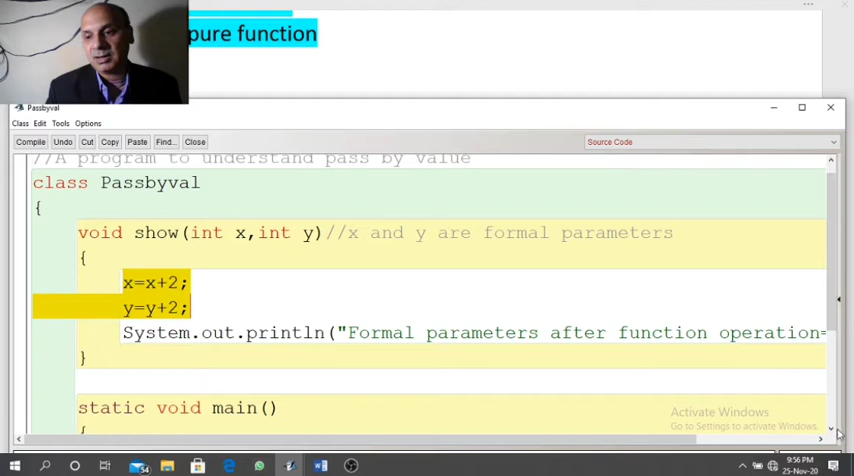 pure function
Passbyval
Class Edit Tools Options
Compile Undo Cut Copy Paste Find... Close Source Code
//A program to understand pass by value
class Passbyval
{
void show(int x,int y)//x and y are formal parameters
{
x=x+2;
y=y+2;
System.out.println("Formal parameters after function operation=
}
static void main()
{
Activate Windows
Go to Settings to activate Windows.
54
9:56 PM
25-Nov-20